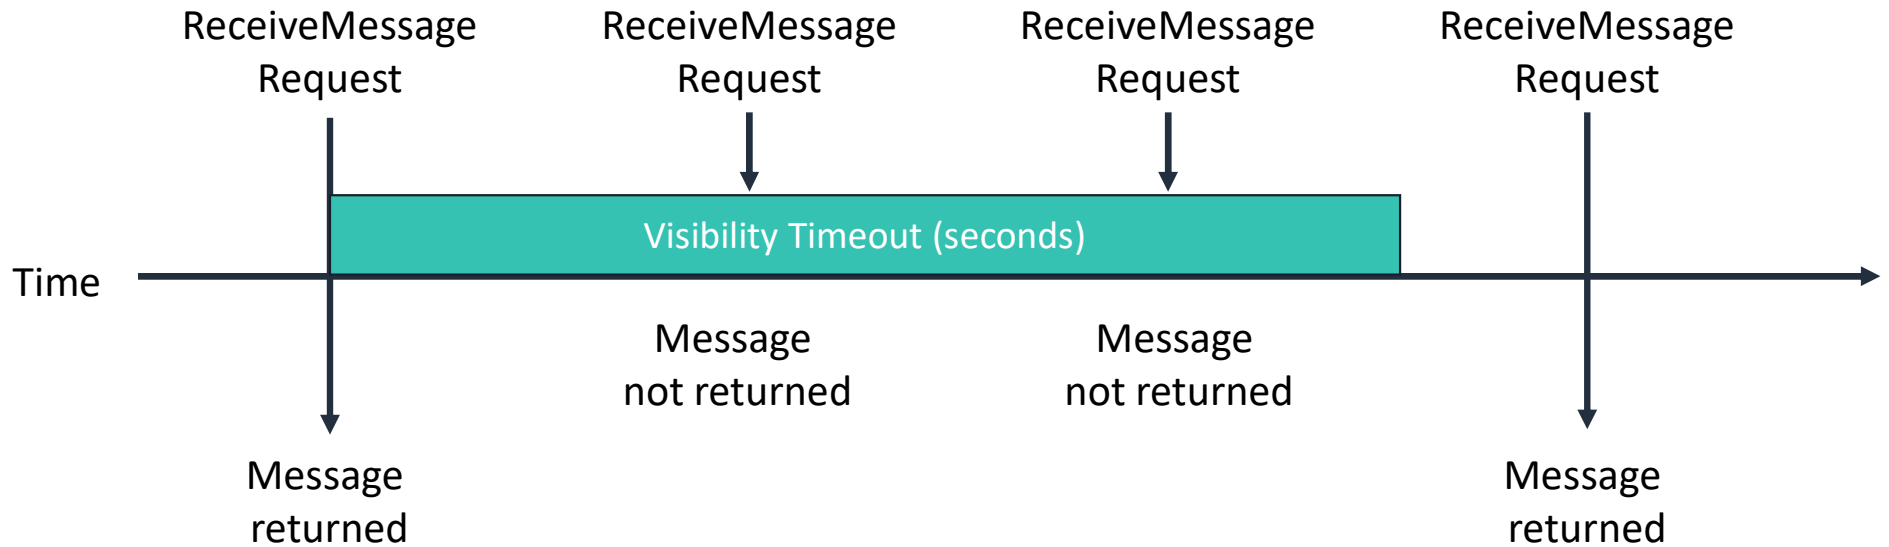 ReceiveMessage
Request
ReceiveMessage
Request
ReceiveMessage
Request
ReceiveMessage
Request
Visibility Timeout (seconds)
Time
Message
not returned
Message
not returned
Message
returned
Message
returned